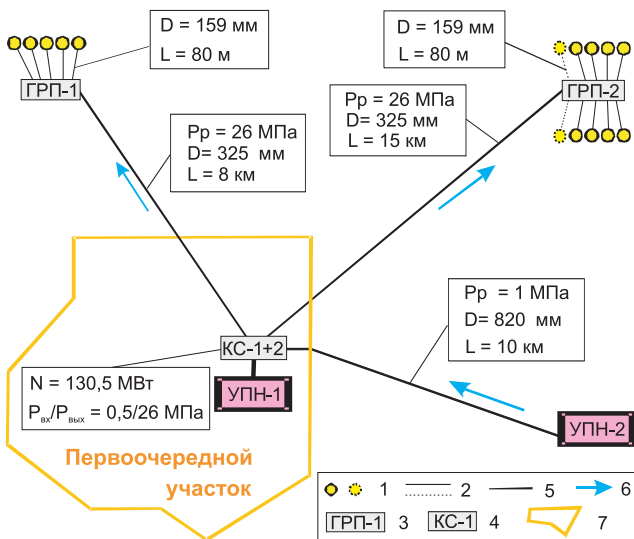 D = 159 мм
L = 80 м
ГРП-1
D = 159 мм
L = 80 м
ГРП-2
Pp = 26 МПа
D= 325 мм
L = 8 км
Pp = 26 МПа
D= 325 мм
L = 15 км
Pp = 1 МПа
D= 820 мм
L = 10 км
КС-1+2
N = 130,5 МВт
Pвх/Pвых = 0,5/26 МПа
УПН-1
УПН-2
Первоочередной
участок
1 2 5 6
ГРП-1 3 КС-1 4 7